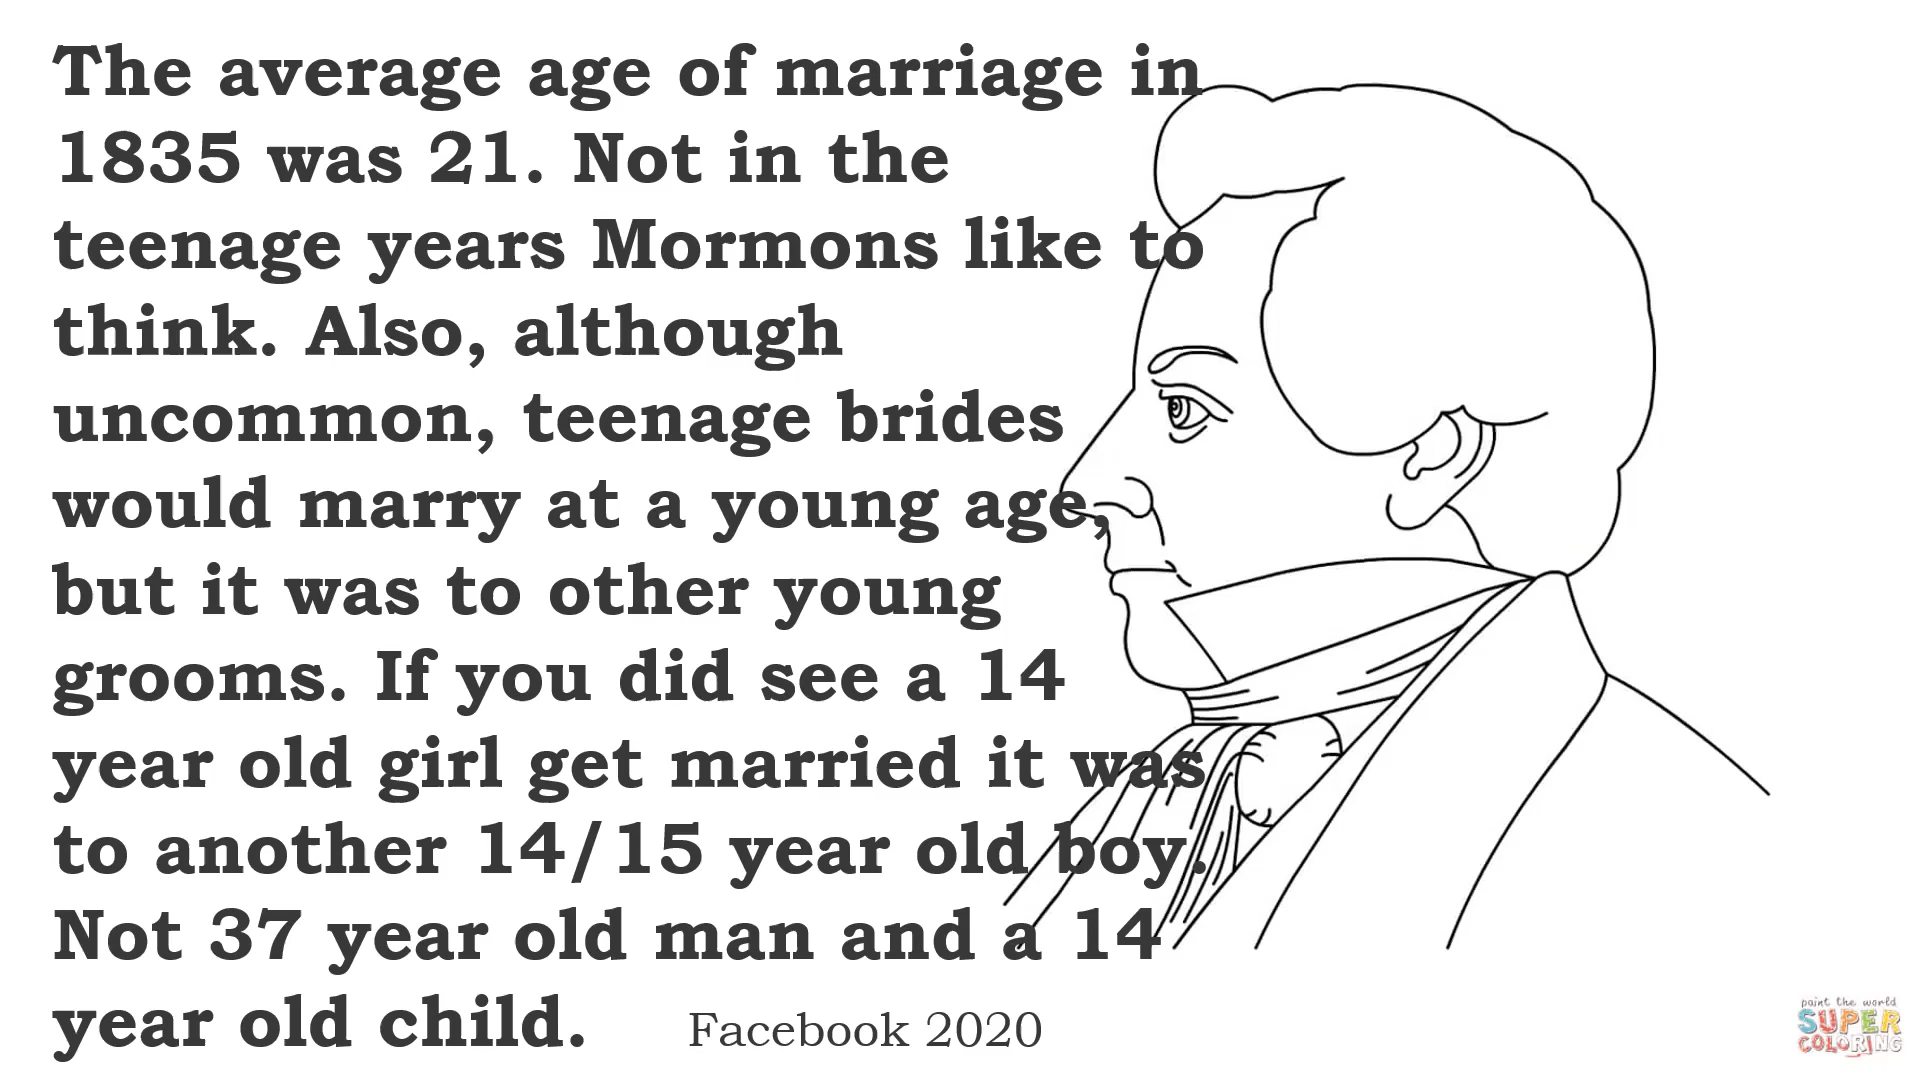 The average age of marriage in
1835 was 21. Not in the
teenage years Mormons like to
think. Also, although
uncommon, teenage brides
would marry at a young age,
but it was to other young
grooms. If you did see a 14
year old girl get married it was
to another 14/15 year old boy.
Not 37 year old man and a 14
year old child.
Facebook 2020
paint the world
SUPER
COLORING